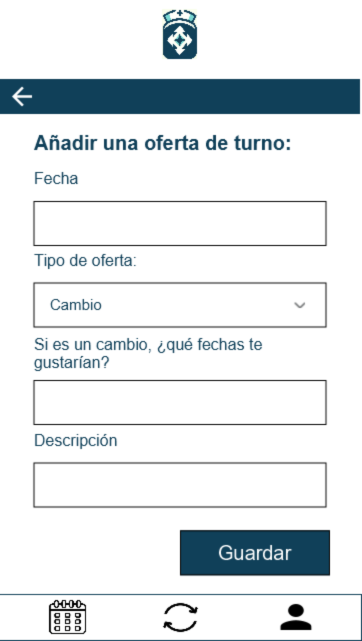 Añadir una oferta de turno:
Fecha
Tipo de oferta:
Cambio
Si es un cambio, ¿qué fechas te
gustarían?
Descripción
Guardar